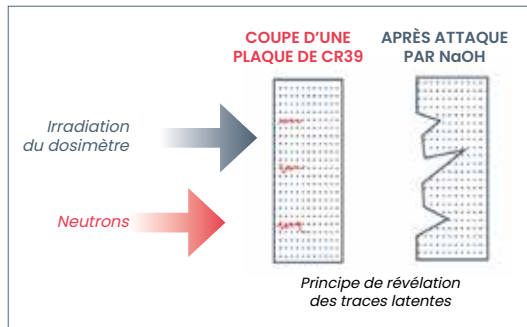 COUPE D’UNE
PLAQUE DE CR39
APRÈS ATTAQUE
PAR NaOH
Irradiation
du dosimètre
Neutrons
Principe de révélation
des traces latentes